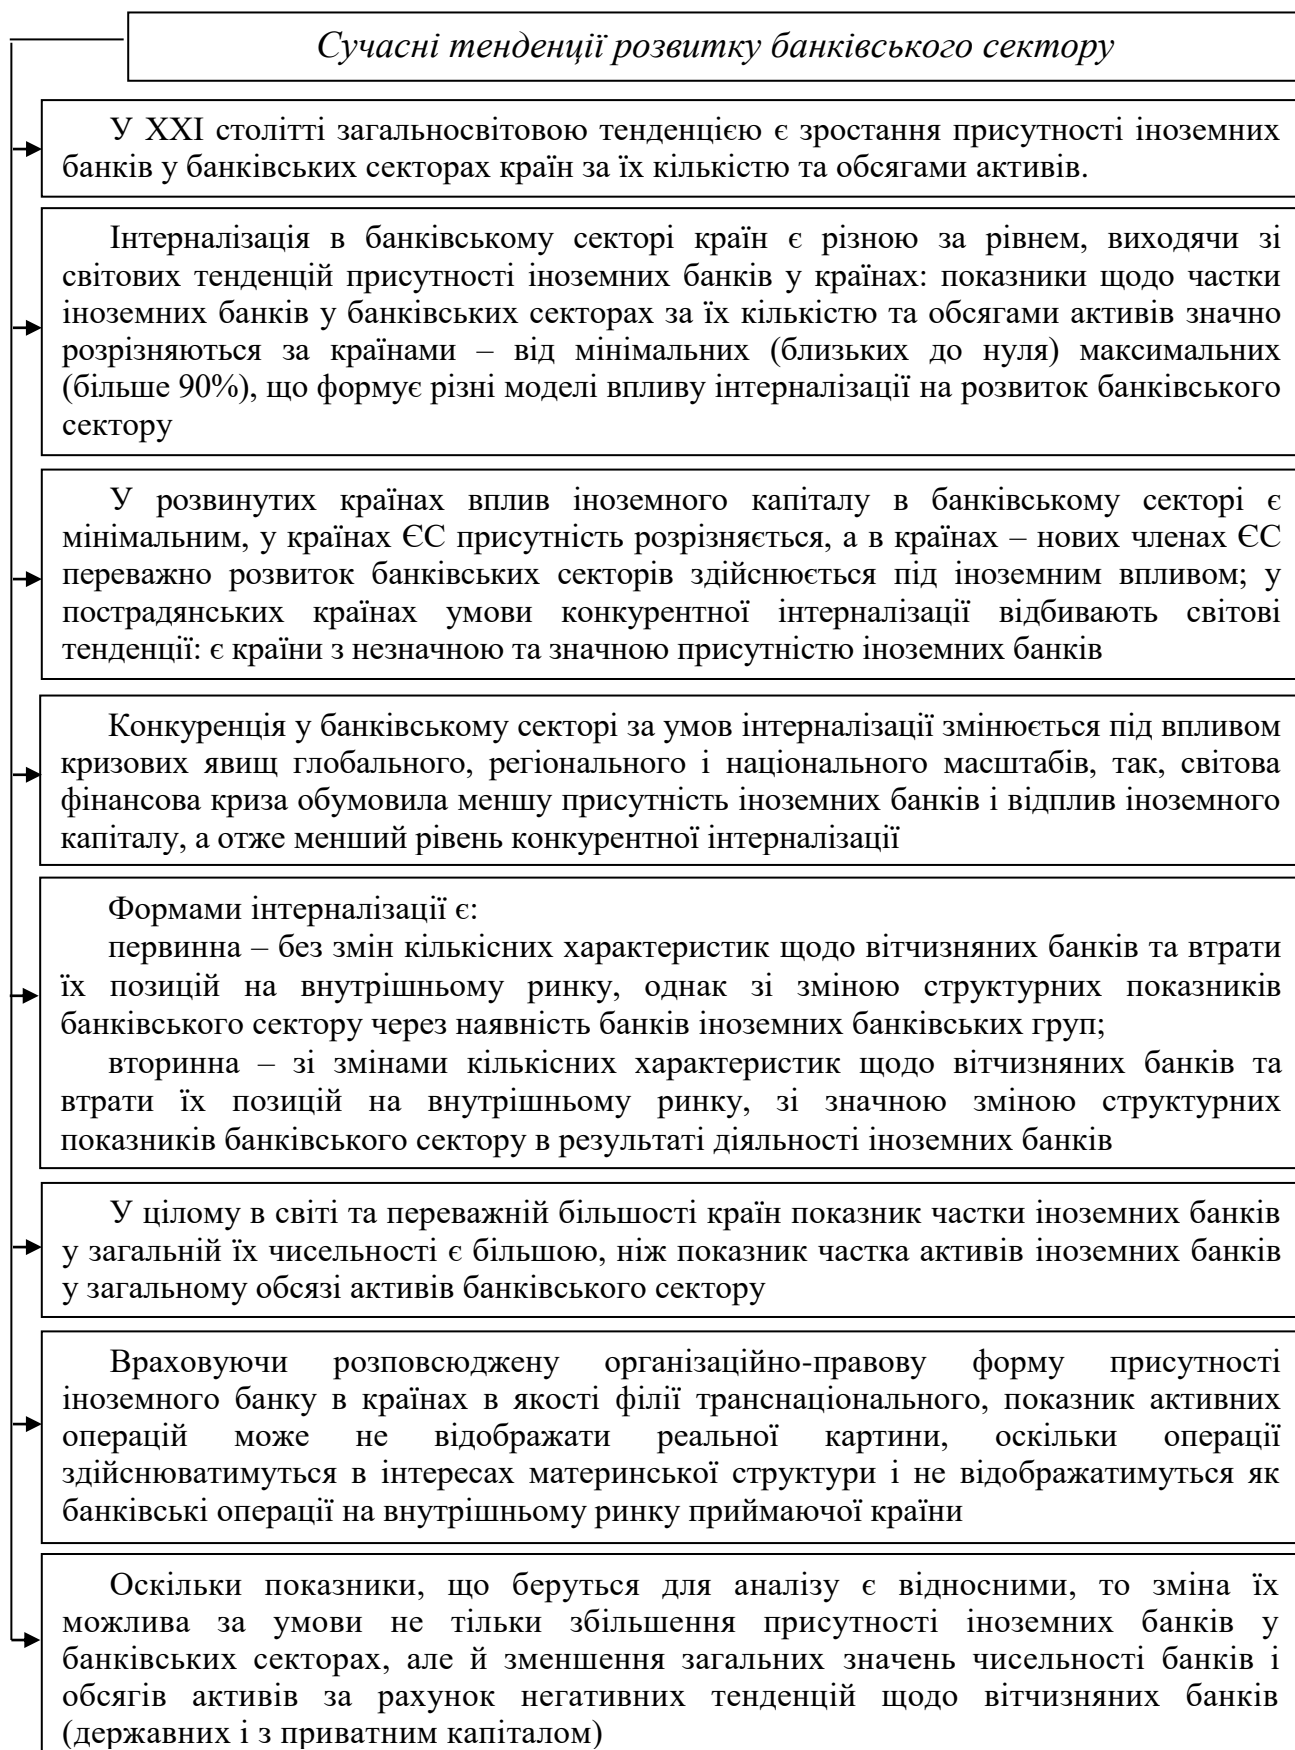 Сучасні тенденції розвитку банківського сектору
У ХХІ столітті загальносвітовою тенденцією є зростання присутності іноземних
банків у банківських секторах країн за їх кількістю та обсягами активів.
Інтерналізація в банківському секторі країн є різною за рівнем, виходячи зі
світових тенденцій присутності іноземних банків у країнах: показники щодо частки
іноземних банків у банківських секторах за їх кількістю та обсягами активів значно
розрізняються за країнами – від мінімальних (близьких до нуля) максимальних
(більше 90%), що формує різні моделі впливу інтерналізації на розвиток банківського
сектору
У розвинутих країнах вплив іноземного капіталу в банківському секторі є
мінімальним, у країнах ЄС присутність розрізняється, а в країнах – нових членах ЄС
переважно розвиток банківських секторів здійснюється під іноземним впливом; у
пострадянських країнах умови конкурентної інтерналізації відбивають світові
тенденції: є країни з незначною та значною присутністю іноземних банків
Конкуренція у банківському секторі за умов інтерналізації змінюється під впливом
кризових явищ глобального, регіонального і національного масштабів, так, світова
фінансова криза обумовила меншу присутність іноземних банків і відплив іноземного
капіталу, а отже менший рівень конкурентної інтерналізації
Формами інтерналізації є:
первинна – без змін кількісних характеристик щодо вітчизняних банків та втрати
їх позицій на внутрішньому ринку, однак зі зміною структурних показників
банківського сектору через наявність банків іноземних банківських груп;
вторинна – зі змінами кількісних характеристик щодо вітчизняних банків та
втрати їх позицій на внутрішньому ринку, зі значною зміною структурних
показників банківського сектору в результаті діяльності іноземних банків
У цілому в світі та переважній більшості країн показник частки іноземних банків
у загальній їх чисельності є більшою, ніж показник частка активів іноземних банків
у загальному обсязі активів банківського сектору
Враховуючи розповсюджену організаційно-правову форму присутності
іноземного банку в країнах в якості філії транснаціонального, показник активних
операцій може не відображати реальної картини, оскільки операції
здійснюватимуться в інтересах материнської структури і не відображатимуться як
банківські операції на внутрішньому ринку приймаючої країни
Оскільки показники, що беруться для аналізу є відносними, то зміна їх
можлива за умови не тільки збільшення присутності іноземних банків у
банківських секторах, але й зменшення загальних значень чисельності банків і
обсягів активів за рахунок негативних тенденцій щодо вітчизняних банків
(державних і з приватним капіталом)